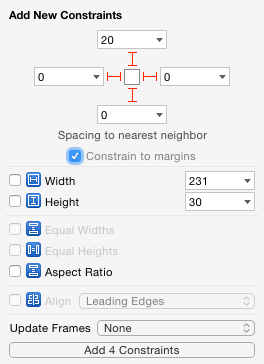 Add New Constraints
20
0 0
0
Spacing to nearest neighbor
Constrain to margins
Width 231
Height 30
Equal Widths
Equal Heights
Aspect Ratio
Align Leading Edges
Update Frames None
Add 4 Constraints